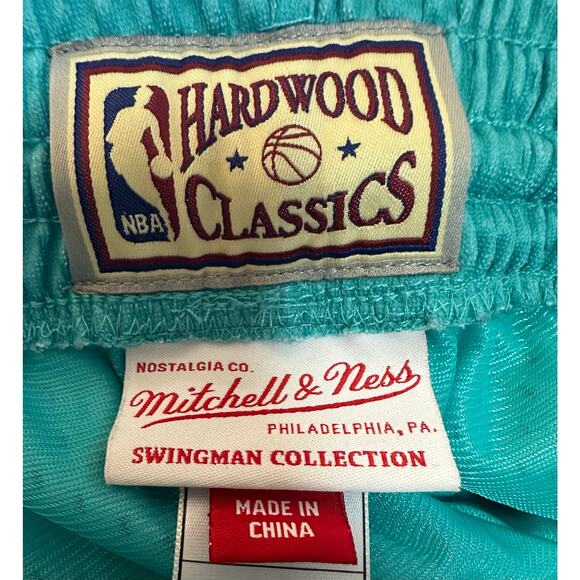 HARDWOOD
CLASSICS
NBA
NOSTALGIA CO.
Mitchell & Ness
PHILADELPHIA, PA.
SWINGMAN COLLECTION
MADE IN
CHINA